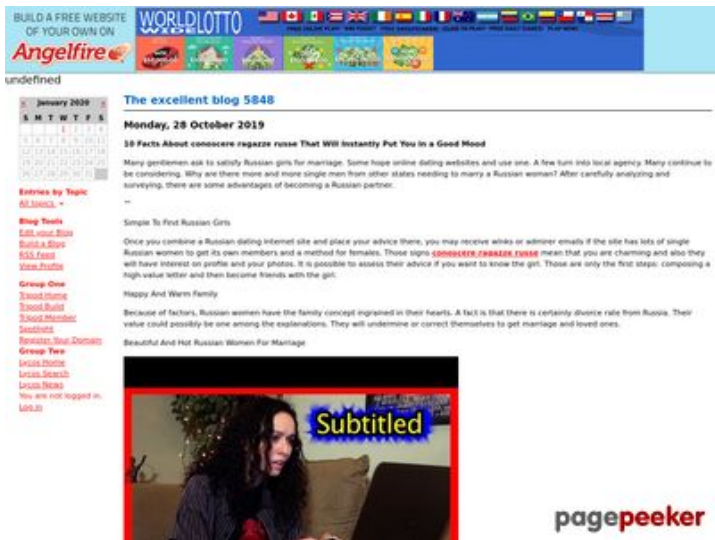 BUILD A FREE WEBSITE
OF YOUR OWN ON
Angelfire
WORLDLOTTO
WIDE
undefined
January 2020
S M T W T F S
Entries by Topic
All topics
Blog Tools
Edit your Blog
Build a Blog
RSS Feed
View Profile
Group One
Tripod Home
Tripod Build
Tripod Member
Spotlight
Register Your Domain
Group Two
Lycos Home
Lycos Search
Lycos News
You are not logged in.
Log in
The excellent blog 5848
Monday, 28 October 2019
10 Facts About conoscere ragazze russe That Will Instantly Put You in a Good Mood
Many gentlemen ask to satisfy Russian girls for marriage. Some hope online dating websites and use one. A few turn into local agency. Many continue to
be considering. Why are there more and more single men from other states needing to marry a Russian woman? After carefully analyzing and
surveying, there are some advantages of becoming a Russian partner.
Simple To Find Russian Girls
Once you combine a Russian dating internet site and place your advice there, you may receive winks or admirer emails if the site has lots of single
Russian women to get its own members and a method for females. Those signs conoscere ragazze russe mean that you are charming and also they
will have interest on profile and your photos. It is possible to assess their advice if you want to know the girl. Those are only the first steps: composing a
high-value letter and then become friends with the girl.
Happy And Warm Family
Because of factors, Russian women have the family concept ingrained in their hearts. A fact is that there is certainly divorce rate from Russia. Their
value could possibly be one among the explanations. They will undermine or correct themselves to get marriage and loved ones.
Beautiful And Hot Russian Women For Marriage
Subtitled
pagepeeker